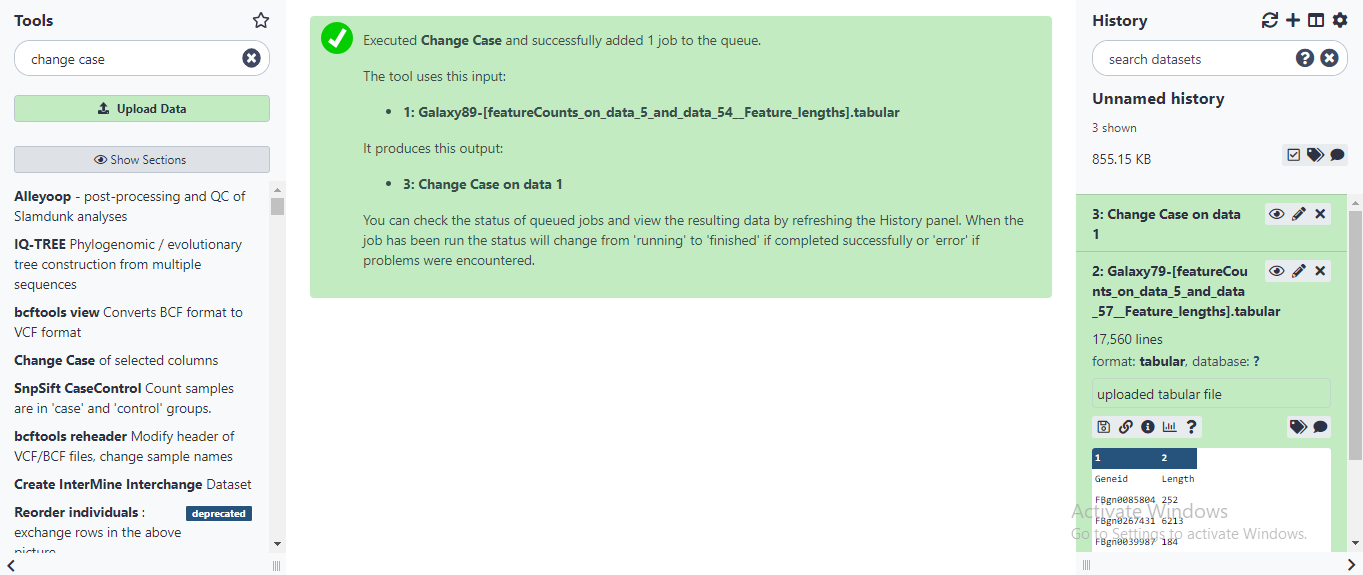 Tools
change case
Upload Data
Show Sections
Alleyoop - post-processing and QC of
Slamdunk analyses
IQ-TREE Phylogenomic / evolutionary
tree construction from multiple
sequences
bcftools view Converts BCF format to
VCF format
Change Case of selected columns
SnpSift CaseControl Count samples
are in 'case' and 'control' groups.
bcftools reheader Modify header of
VCF/BCF files, change sample names
Create InterMine Interchange Dataset
Reorder individuals : deprecated
exchange rows in the above
picture
Executed Change Case and successfully added 1 job to the queue.
The tool uses this input:
• 1: Galaxy89-[featureCounts_on_data_5_and_data_54__Feature_lengths].tabular
It produces this output:
• 3: Change Case on data 1
You can check the status of queued jobs and view the resulting data by refreshing the History panel. When the
job has been run the status will change from 'running' to 'finished' if completed successfully or 'error' if
problems were encountered.
History
search datasets
Unnamed history
3 shown
855.15 KB
3: Change Case on data
1
2: Galaxy79-[featureCou
nts_on_data_5_and_data
_57__Feature_lengths].tabular
17,560 lines
format: tabular, database: ?
uploaded tabular file
1 2
Geneid Length
FBgn0085804 252
FBgn0267431 6213
FBgn0039987 184
Activate Windows
Go to Settings to activate Windows.